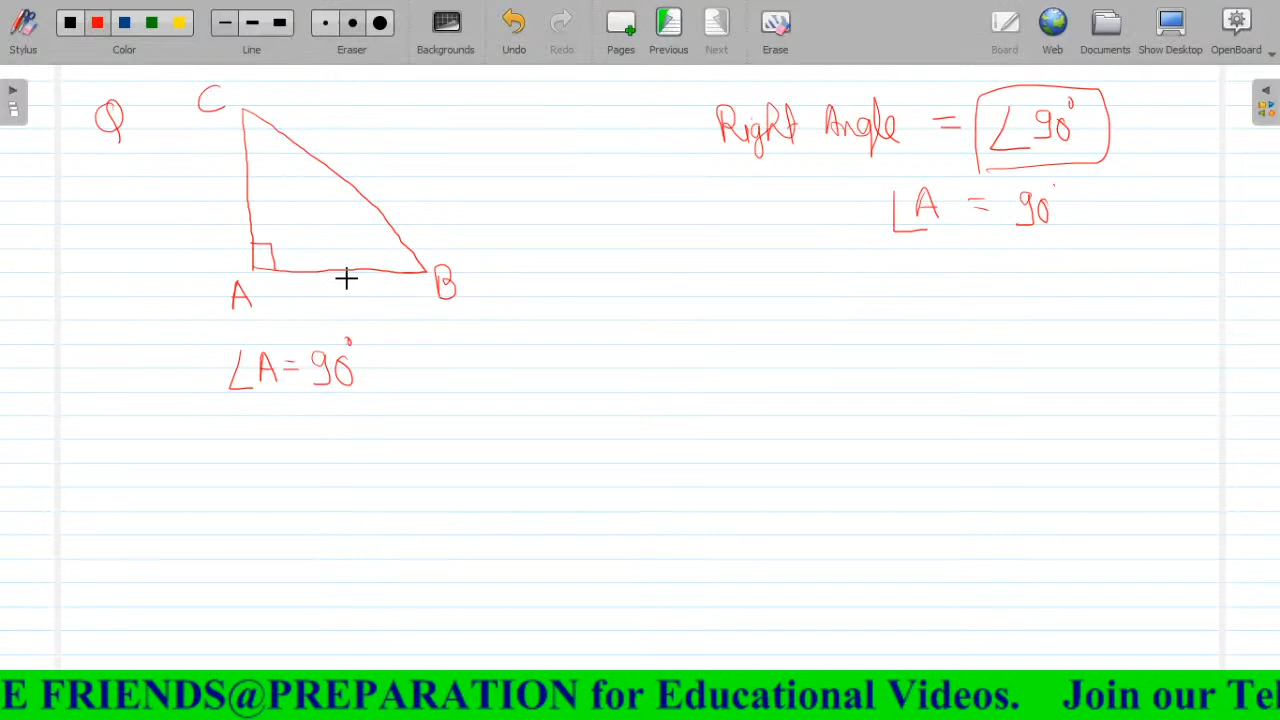 Stylus
Color
Line
Eraser
Backgrounds
Undo
Redo
Pages
Previous
Next
Erase
Board
Web
Documents
Show Desktop
OpenBoard
Q
C
Right Angle = ∠90°
∠A = 90°
A
B
∠A = 90°
E FRIENDS@PREPARATION for Educational Videos. Join our Tel